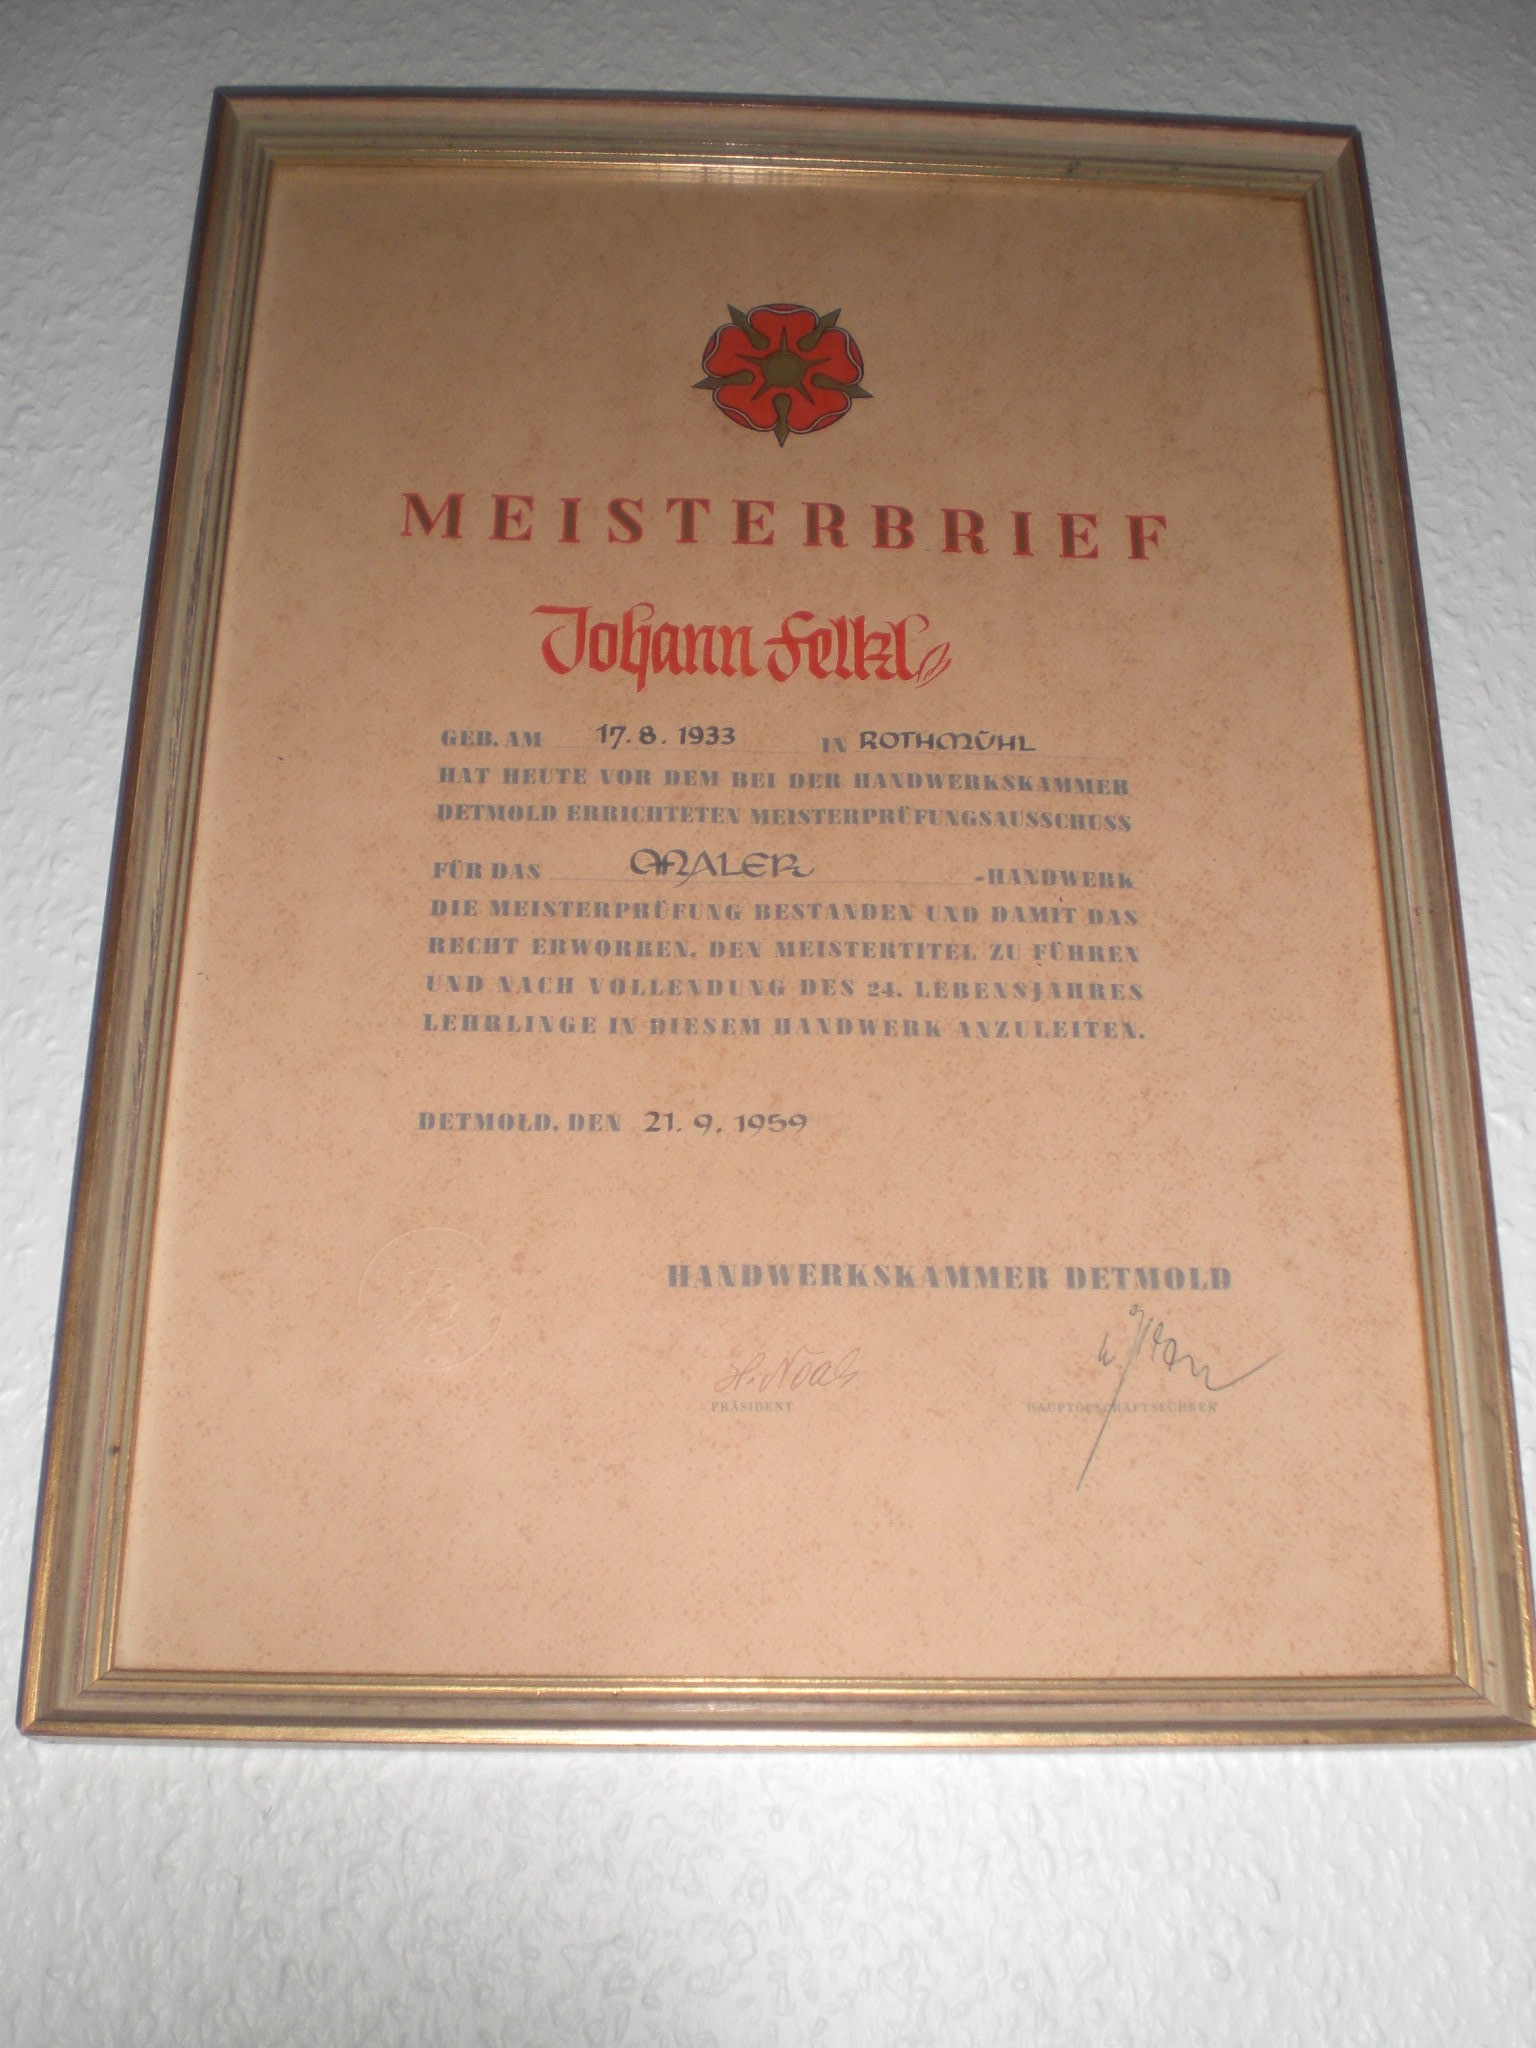 MEISTERBRIEF
Johann Felkl
GEB. AM 17. 8. 1933 IN ROTHMÜHL
HAT HEUTE VOR DEM BEI DER HANDWERKSKAMMER
DETMOLD ERRICHTETEN MEISTERPRÜFUNGSAUSSCHUSS
FÜR DAS MALER -HANDWERK
DIE MEISTERPRÜFUNG BESTANDEN UND DAMIT DAS
RECHT ERWORBEN, DEN MEISTERTITEL ZU FÜHREN
UND NACH VOLLENDUNG DES 24. LEBENSJAHRES
LEHRLINGE IN DIESEM HANDWERK ANZULEITEN.
DETMOLD, DEN 21. 9. 1959
HANDWERKSKAMMER DETMOLD
PRÄSIDENT HAUPTGESCHÄFTSFÜHRER